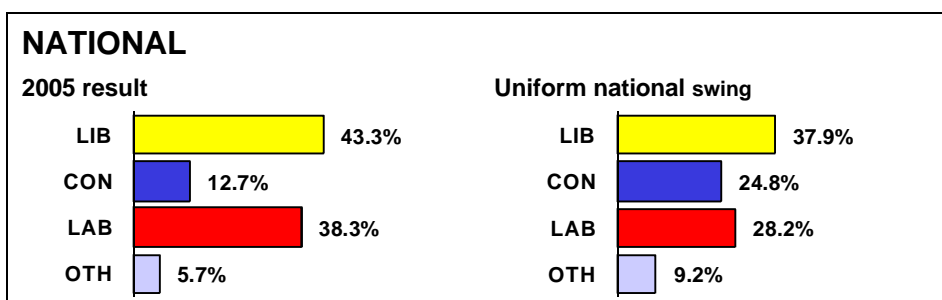 NATIONAL
2005 result
LIB 43.3%
CON 12.7%
LAB 38.3%
OTH 5.7%
Uniform national swing
LIB 37.9%
CON 24.8%
LAB 28.2%
OTH 9.2%